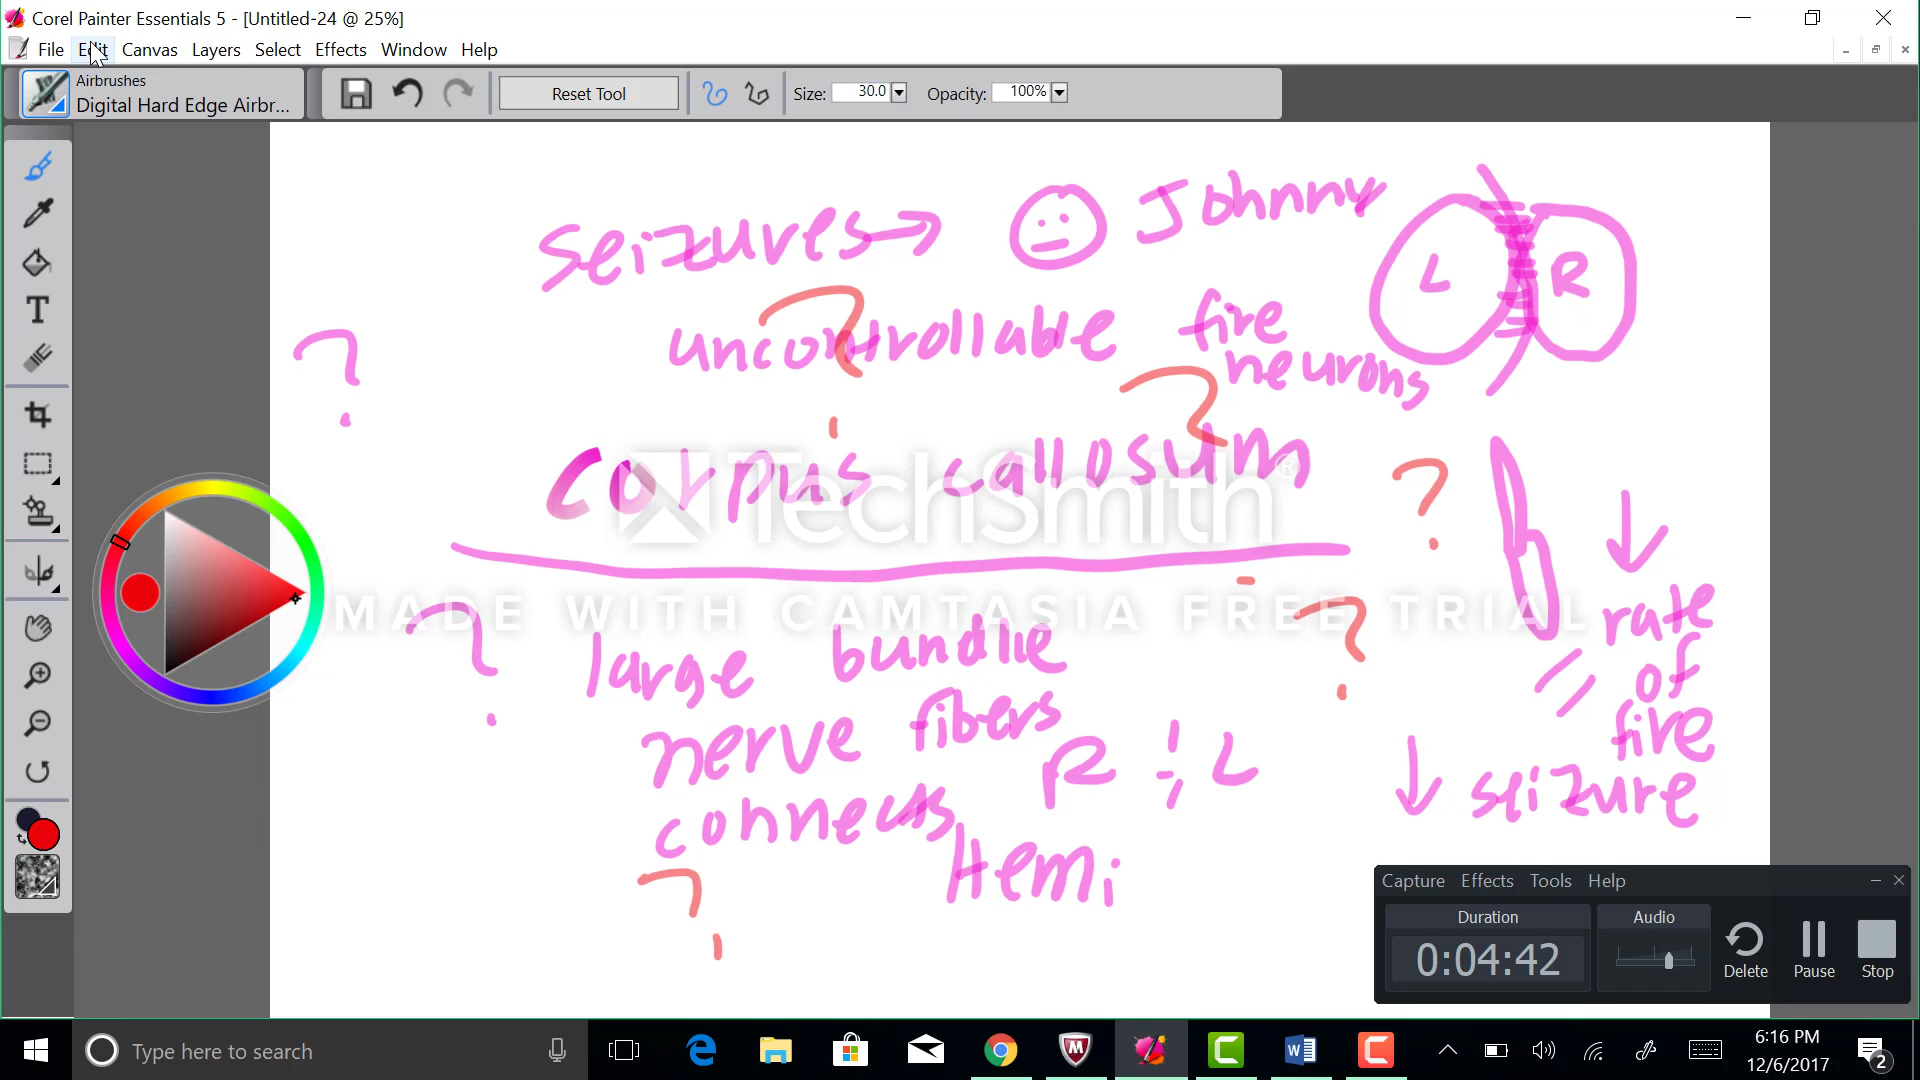 Corel Painter Essentials 5 - [Untitled-24 @ 25%]
File Edit Canvas Layers Select Effects Window Help
Airbrushes
Digital Hard Edge Airbr...
Reset Tool
Size: 30.0
Opacity: 100%
seizures → Johnny
L R
?
?
uncontrollable fire
neurons
?
corpus callosum
?
TechSmith®
MADE WITH CAMTASIA FREE TRIAL
?
?
large bundle
nerve fibers
connects R & L
Hemi
?
↓
rate
of
fire
=
↓ seizure
Capture Effects Tools Help
Duration
0:04:42
Audio
Delete
Pause
Stop
Type here to search
6:16 PM
12/6/2017
2